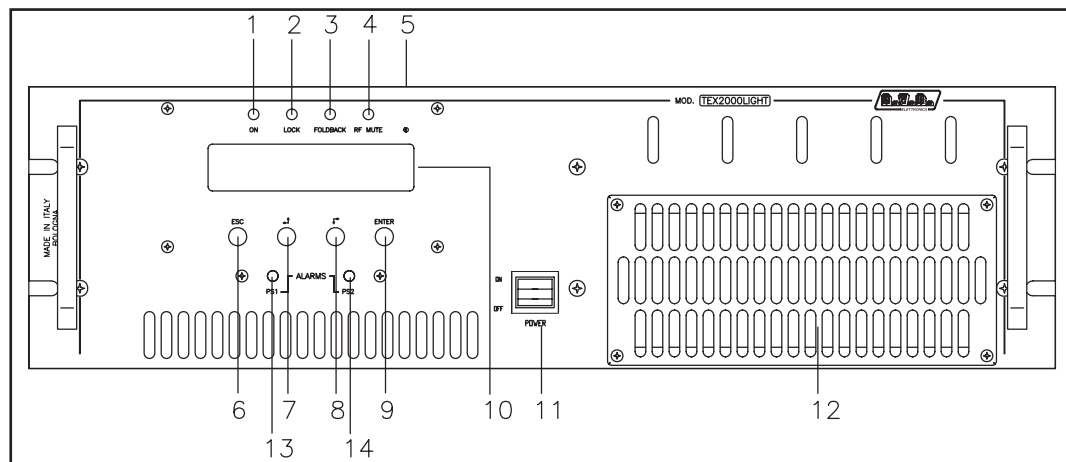 1 2 3 4 5
MOD. TEX2000LIGHT
R.V.R. ELETTRONICA
ON LOCK FOLDBACK RF MUTE
MADE IN ITALY
BOLOGNA
ESC ENTER
ALARMS
PS1 PS2
ON
OFF
POWER
6 7 8 9 10 11 12
13 14